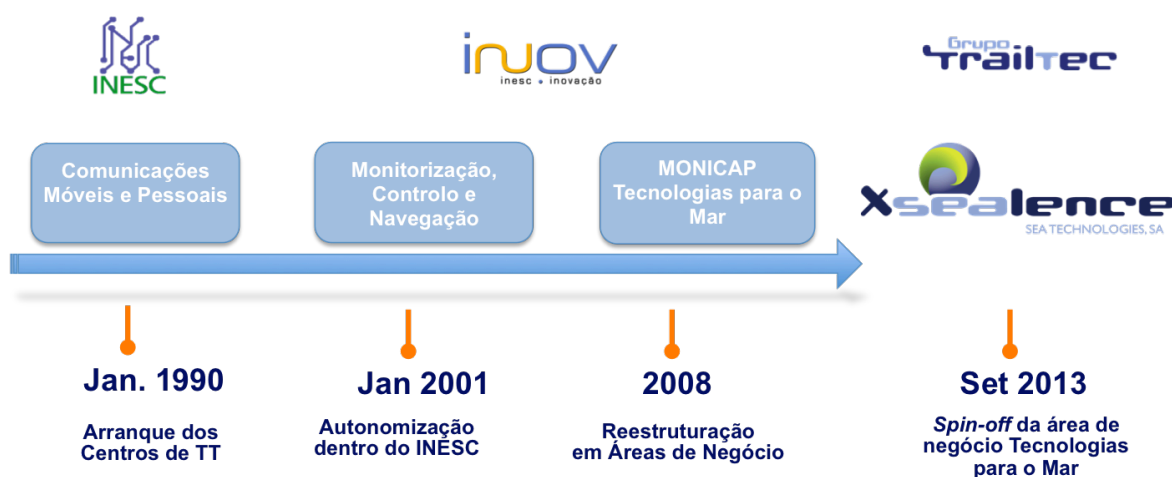 INESC
inov
inesc • inovação
Grupo
TrailTec
Comunicações
Móveis e Pessoais
Monitorização,
Controlo e
Navegação
MONICAP
Tecnologias para o
Mar
Xsealence
SEA TECHNOLOGIES, SA
Jan. 1990
Jan 2001
2008
Set 2013
Arranque dos
Centros de TT
Autonomização
dentro do INESC
Reestruturação
em Áreas de Negócio
Spin-off da área de
negócio Tecnologias
para o Mar